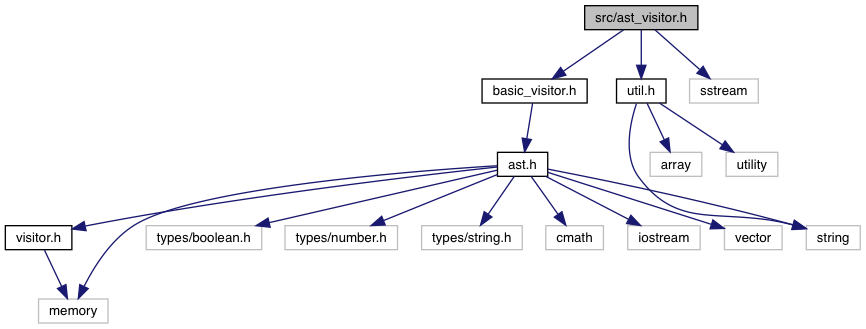 src/ast_visitor.h
basic_visitor.h
util.h
sstream
ast.h
array
utility
visitor.h
types/boolean.h
types/number.h
types/string.h
cmath
iostream
vector
string
memory